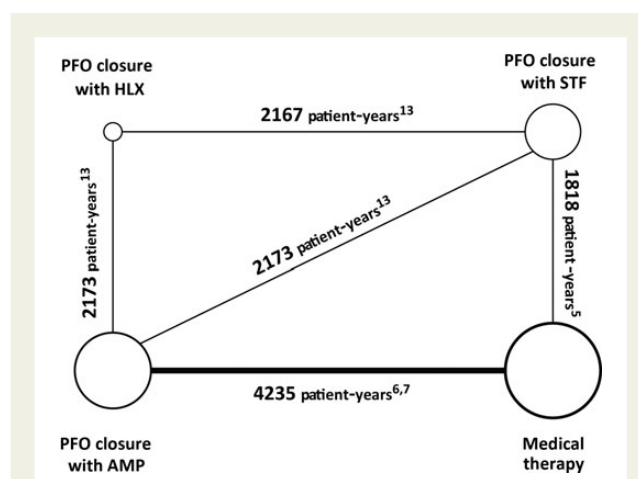 PFO closure
with HLX
PFO closure
with STF
2167 patient-years13
2173 patient-years13
2173 patient-years13
1818 patient-years5
4235 patient-years6,7
PFO closure
with AMP
Medical
therapy